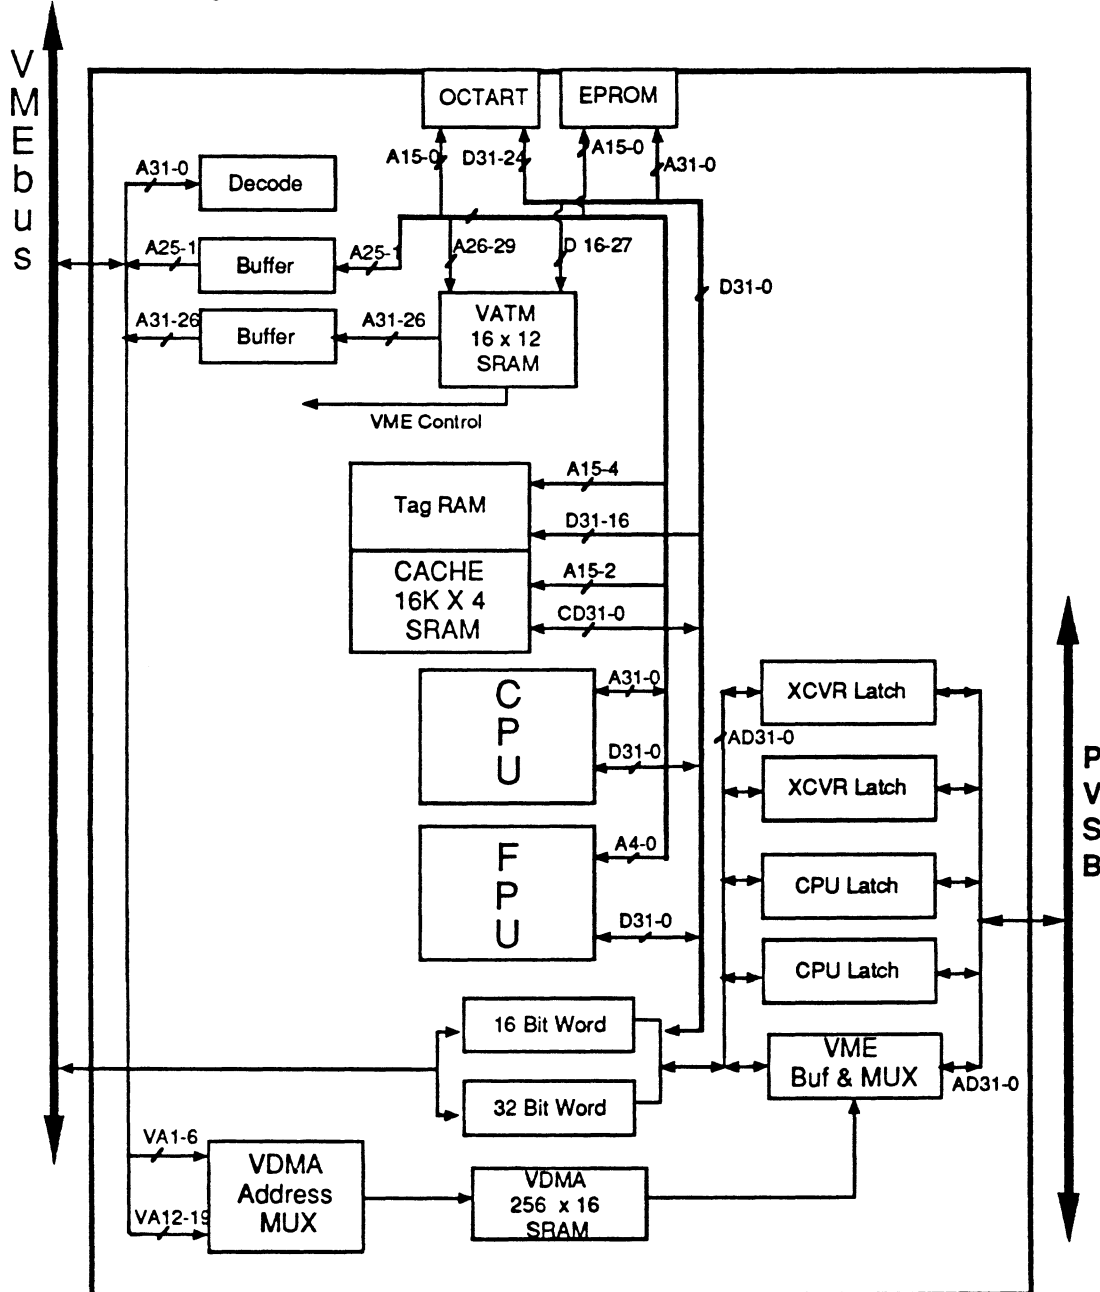 VMEbus
OCTART
EPROM
A15-0
D31-24
A15-0
A31-0
A31-0
Decode
A25-1
Buffer
A25-1
A26-29
D 16-27
D31-0
A31-26
Buffer
A31-26
VATM
16 x 12
SRAM
VME Control
Tag RAM
A15-4
D31-16
CACHE
16K X 4
SRAM
A15-2
CD31-0
CPU
A31-0
D31-0
XCVR Latch
AD31-0
XCVR Latch
PVSB
FPU
A4-0
D31-0
CPU Latch
CPU Latch
16 Bit Word
32 Bit Word
VME
Buf & MUX
AD31-0
VA1-6
VA12-19
VDMA
Address
MUX
VDMA
256 x 16
SRAM